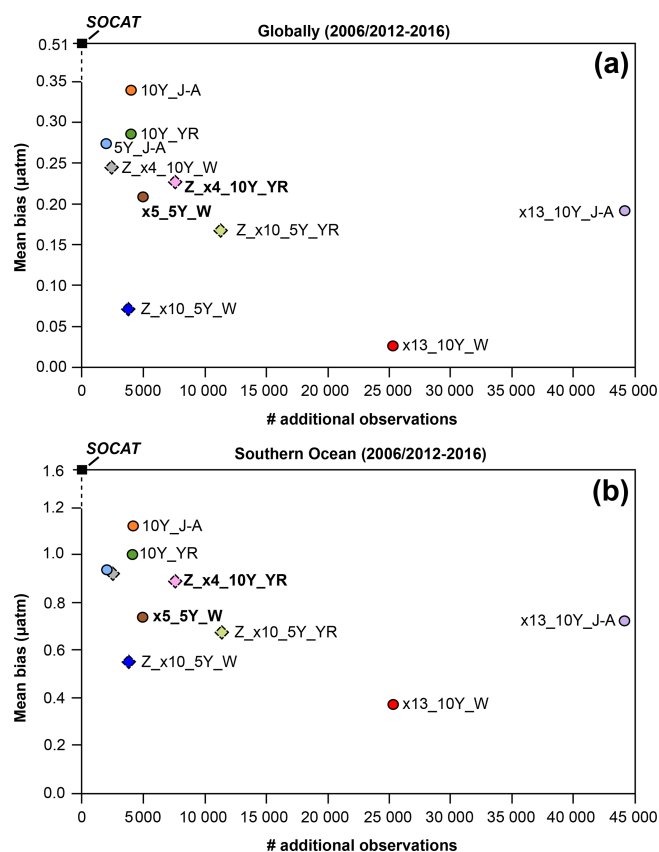 SOCAT
Globally (2006/2012-2016)
(a)
0.51
0.35
0.30
0.25
0.20
0.15
0.10
0.05
0.00
Mean bias (µatm)
10Y_J-A
10Y_YR
5Y_J-A
Z_x4_10Y_W
Z_x4_10Y_YR
x5_5Y_W
x13_10Y_J-A
Z_x10_5Y_YR
Z_x10_5Y_W
x13_10Y_W
0 5000 10 000 15 000 20 000 25 000 30 000 35 000 40 000 45 000
# additional observations
SOCAT
Southern Ocean (2006/2012-2016)
(b)
1.6
1.2
1.0
0.8
0.6
0.4
0.2
0.0
Mean bias (µatm)
10Y_J-A
10Y_YR
Z_x4_10Y_YR
x5_5Y_W
x13_10Y_J-A
Z_x10_5Y_YR
Z_x10_5Y_W
x13_10Y_W
0 5000 10 000 15 000 20 000 25 000 30 000 35 000 40 000 45 000
# additional observations